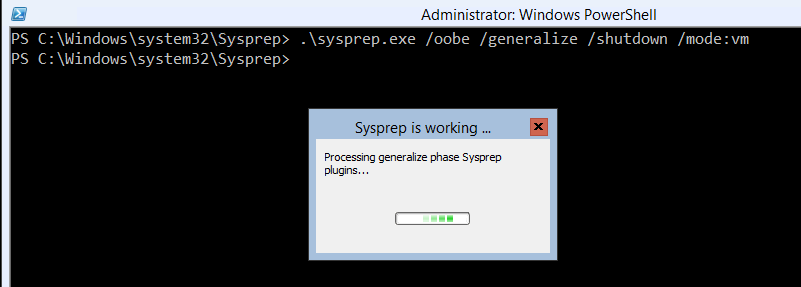 Administrator: Windows PowerShell
PS C:\Windows\system32\Sysprep> .\sysprep.exe /oobe /generalize /shutdown /mode:vm
PS C:\Windows\system32\Sysprep>
Sysprep is working ...
Processing generalize phase Sysprep
plugins...